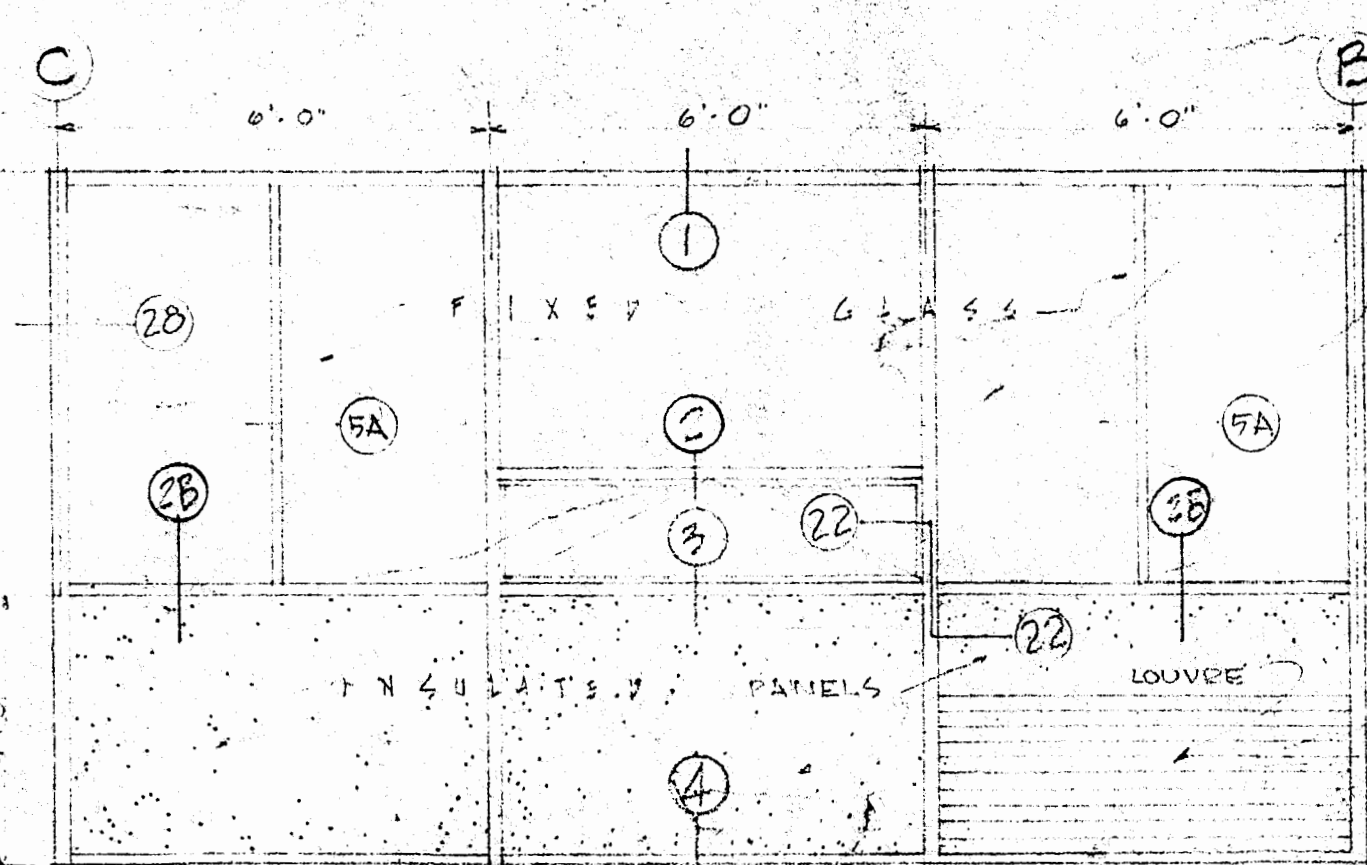 C
B
6'-0"
6'-0"
6'-0"
1
FIXED GLASS
28
5A
2
5A
2B
3
22
2B
22
INSULATED PANELS
LOUVRE
4